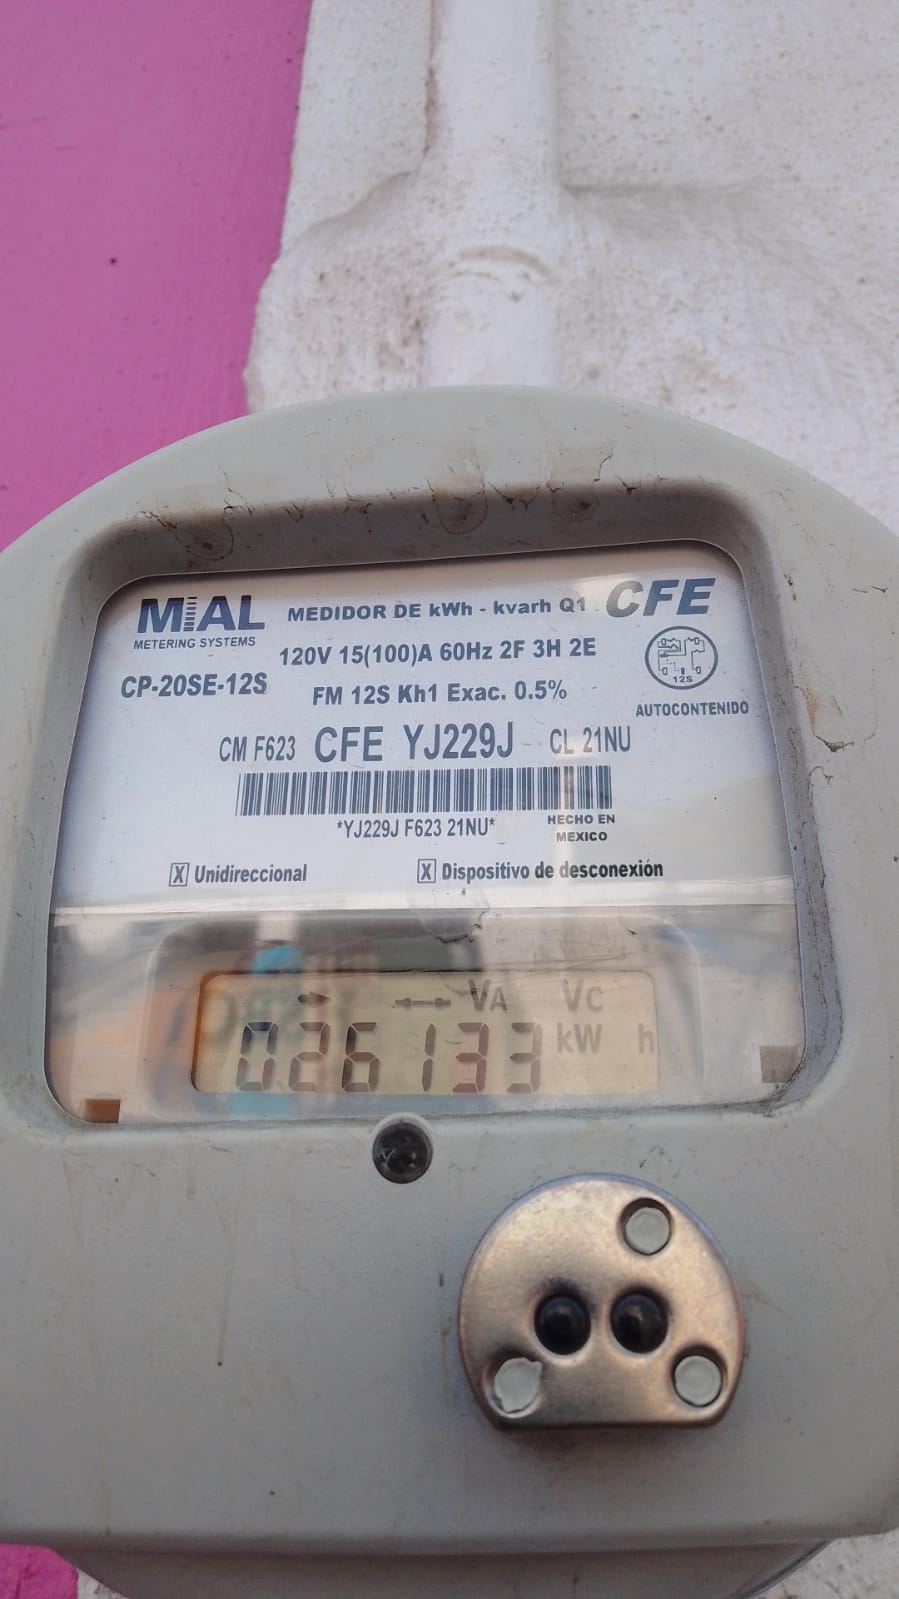 MIAL
METERING SYSTEMS
MEDIDOR DE kWh - kvarh Q1
CFE
120V 15(100)A 60Hz 2F 3H 2E
CP-20SE-12S
FM 12S Kh1 Exac. 0.5%
12S
AUTOCONTENIDO
CM F623 CFE YJ229J CL 21NU
*YJ229J F623 21NU*
HECHO EN
MEXICO
X Unidireccional
X Dispositivo de desconexión
VA VC
026133 kW h